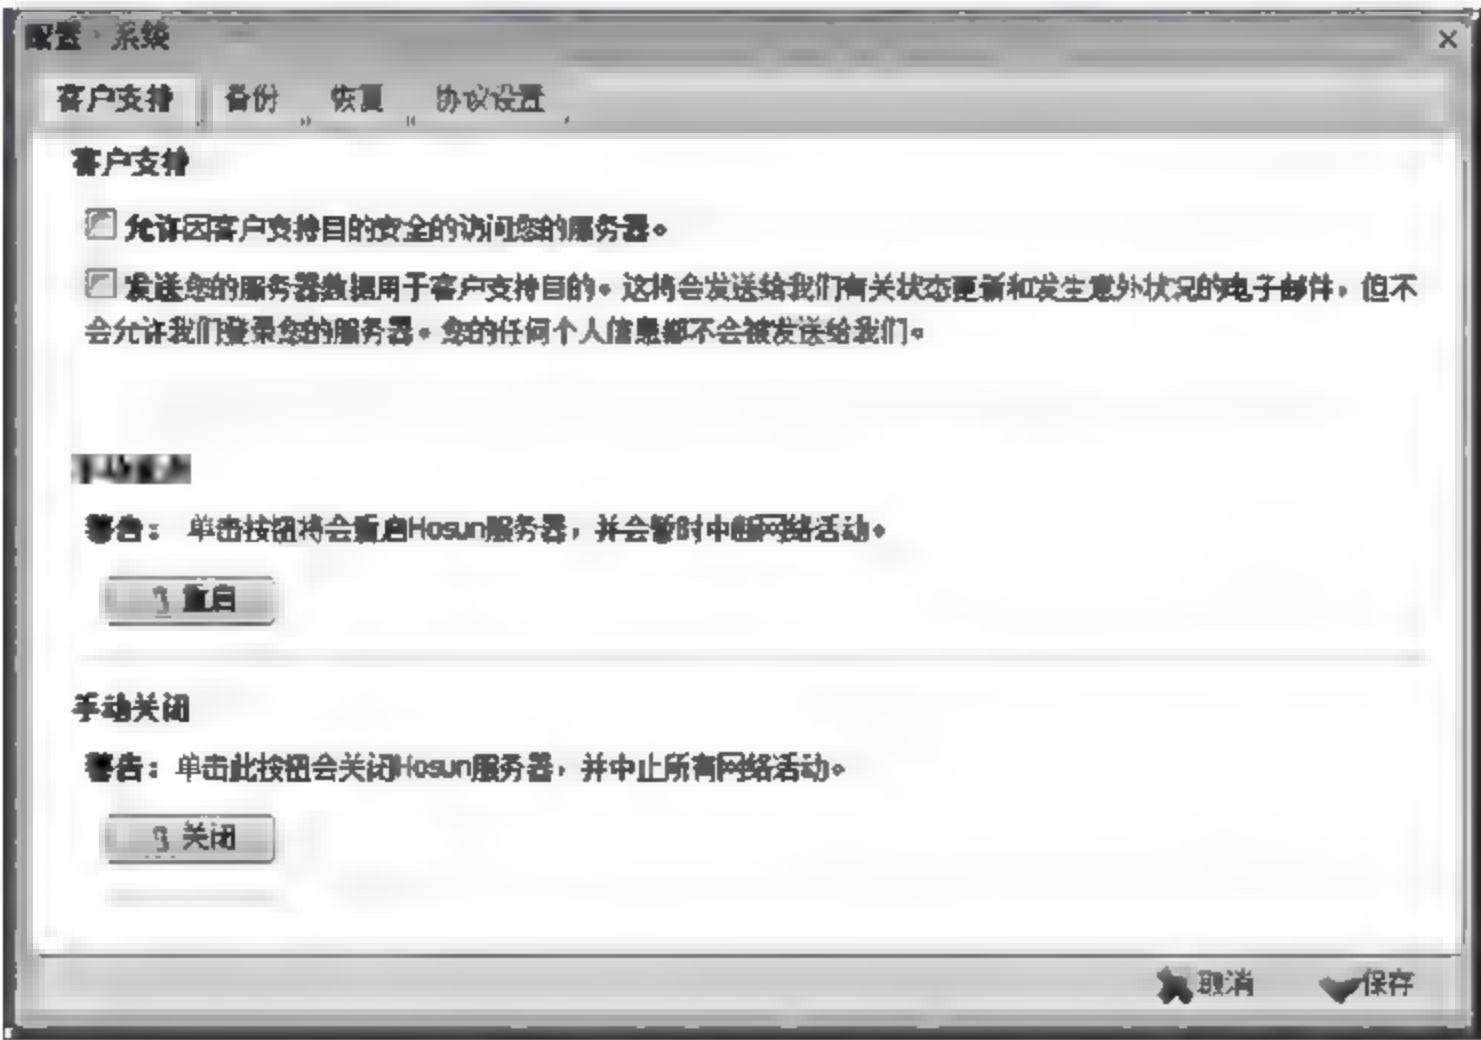 配置 · 系统
客户支持 备份 恢复 协议设置
客户支持
允许因客户支持目的安全的访问您的服务器。
发送您的服务器数据用于客户支持目的。这将会发送给我们有关状态更新和发生意外状况的电子邮件，但不
会允许我们登录您的服务器。您的任何个人信息都不会被发送给我们。
手动
警告： 单击按钮将会重启Hosun服务器，并会暂时中断网络活动。
重启
手动关闭
警告：单击此按钮会关闭Hosun服务器，并中止所有网络活动。
关闭
取消 保存